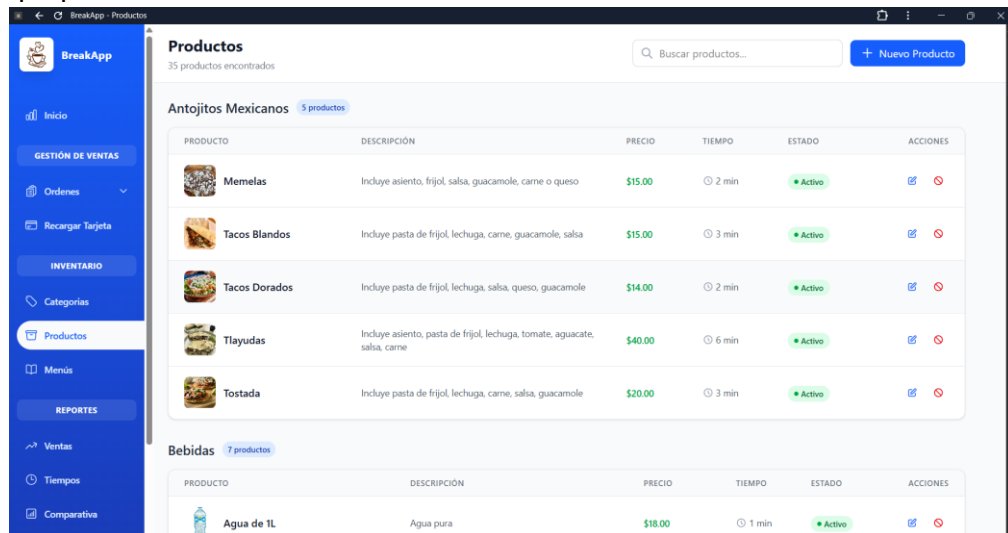 BreakApp - Productos
BreakApp
Inicio
GESTIÓN DE VENTAS
Ordenes
Recargar Tarjeta
INVENTARIO
Categorias
Productos
Menús
REPORTES
Ventas
Tiempos
Comparativa
Productos
35 productos encontrados
Buscar productos...
+ Nuevo Producto
Antojitos Mexicanos 5 productos
PRODUCTO DESCRIPCIÓN PRECIO TIEMPO ESTADO ACCIONES
Memelas Incluye asiento, frijol, salsa, guacamole, carne o queso $15.00 2 min Activo
Tacos Blandos Incluye pasta de frijol, lechuga, carne, guacamole, salsa $15.00 3 min Activo
Tacos Dorados Incluye pasta de frijol, lechuga, salsa, queso, guacamole $14.00 2 min Activo
Tlayudas Incluye asiento, pasta de frijol, lechuga, tomate, aguacate, $40.00 6 min Activo
salsa, carne
Tostada Incluye pasta de frijol, lechuga, carne, salsa, guacamole $20.00 3 min Activo
Bebidas 7 productos
PRODUCTO DESCRIPCIÓN PRECIO TIEMPO ESTADO ACCIONES
Agua de 1L Agua pura $18.00 1 min Activo